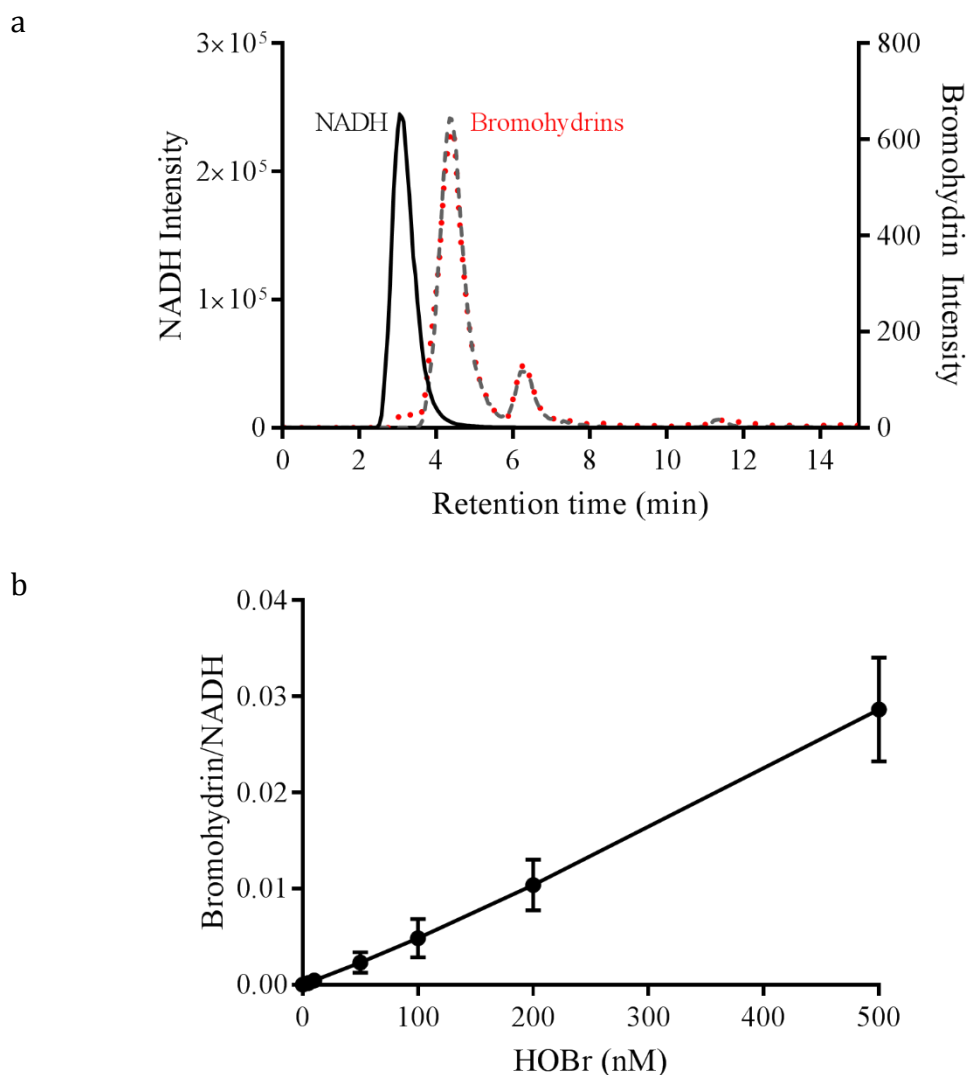 a
3×10⁵
2×10⁵
1×10⁵
0
NADH Intensity
NADH
Bromohydrins
800
600
400
200
0
Bromohydrin Intensity
0 2 4 6 8 10 12 14
Retention time (min)
b
0.04
0.03
0.02
0.01
0.00
Bromohydrin/NADH
0 100 200 300 400 500
HOBr (nM)